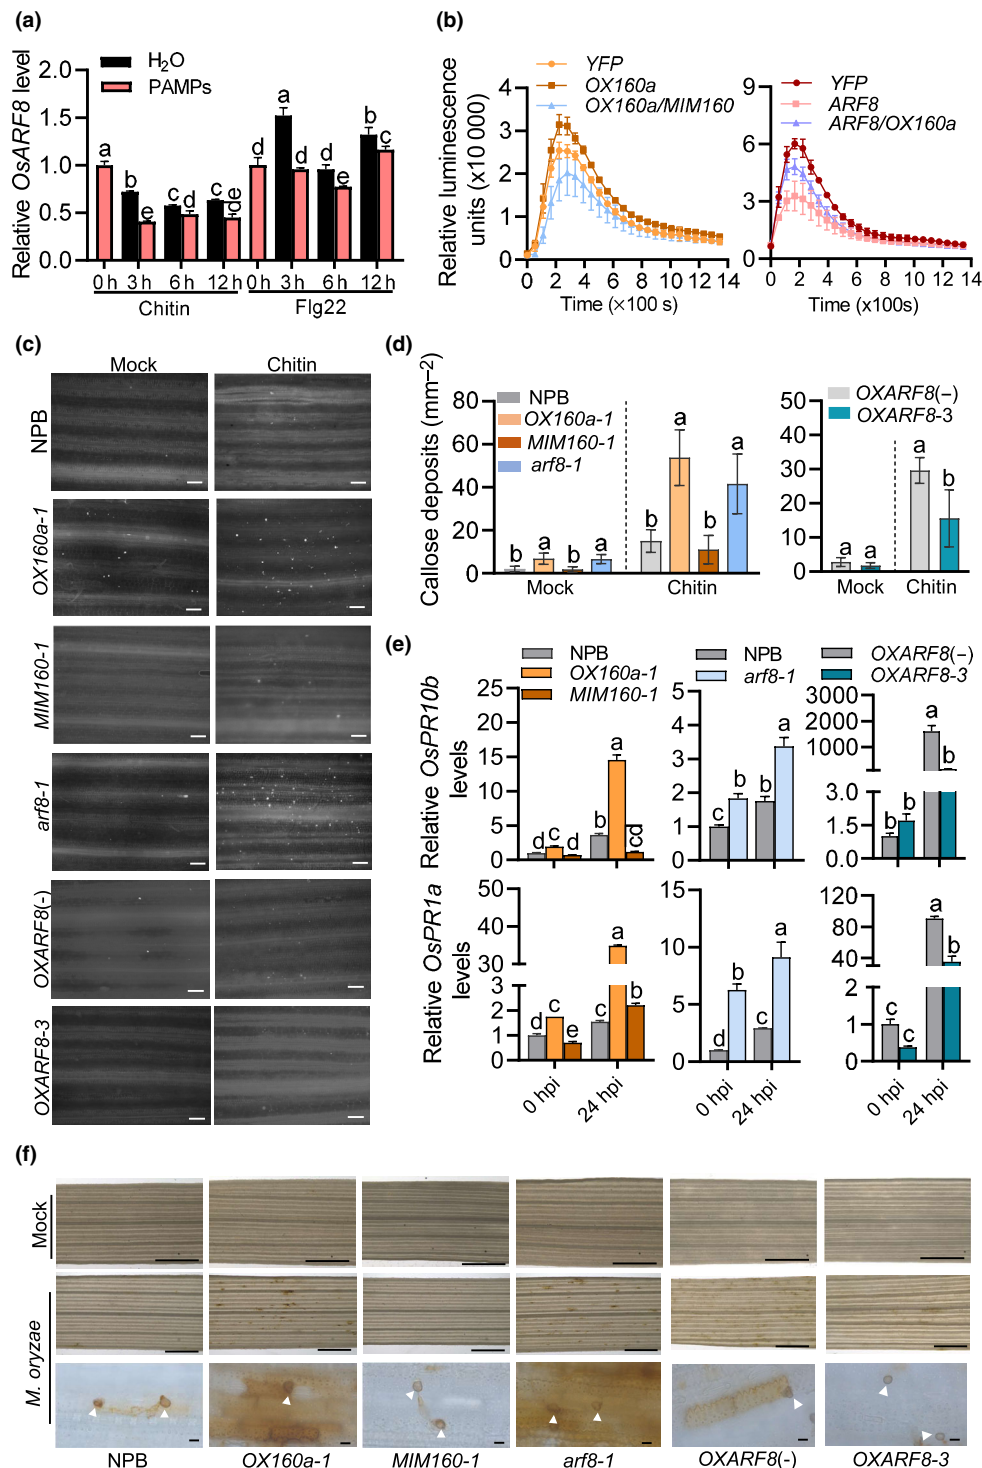 (a)
H2O
PAMPs
Relative OsARF8 level
2.0
1.5
1.0
0.5
0.0
a
b
e
c
d
c
de
d
a
d
d
e
b
c
0 h
3 h
6 h
12 h
0 h
3 h
6 h
12 h
Chitin
Flg22
(b)
Relative luminescence
units (×10 000)
YFP
OX160a
OX160a/MIM160
4
3
2
1
0
0 2 4 6 8 10 12 14
Time (×100 s)
YFP
ARF8
ARF8/OX160a
9
6
3
0
0 2 4 6 8 10 12 14
Time (x100s)
(c)
Mock
Chitin
NPB
OX160a-1
MIM160-1
arf8-1
OXARF8(-)
OXARF8-3
(d)
Callose deposits (mm–2)
NPB
OX160a-1
MIM160-1
arf8-1
80
60
40
20
0
b
a
b
a
b
a
b
a
Mock
Chitin
OXARF8(–)
OXARF8-3
50
40
30
20
10
0
a
a
a
b
Mock
Chitin
(e)
NPB
OX160a-1
MIM160-1
NPB
arf8-1
OXARF8(–)
OXARF8-3
Relative OsPR10b
levels
25
20
15
10
5
0
d
c
d
b
a
cd
5
4
3
2
1
0
c
b
b
a
3000
2000
1000
3.0
1.5
0.0
b
b
a
b
Relative OsPR1a
levels
50
40
30
3
2
1
0
d
c
e
c
a
b
0 hpi
24 hpi
15
10
5
0
d
b
c
a
0 hpi
24 hpi
120
80
40
2
1
0
c
c
a
b
0 hpi
24 hpi
(f)
Mock
M. oryzae
NPB
OX160a-1
MIM160-1
arf8-1
OXARF8(–)
OXARF8-3